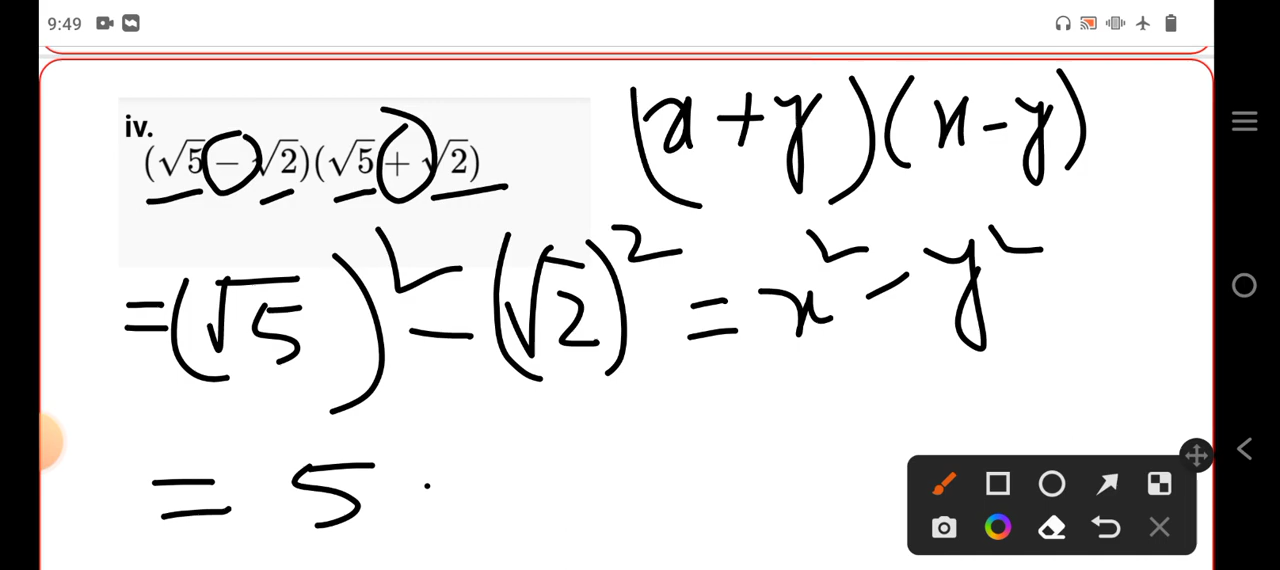 9:49
iv.
(√5 − √2)(√5 + √2)
(x + y)(x - y)
= (√5)² - (√2)² = x² - y²
= 5